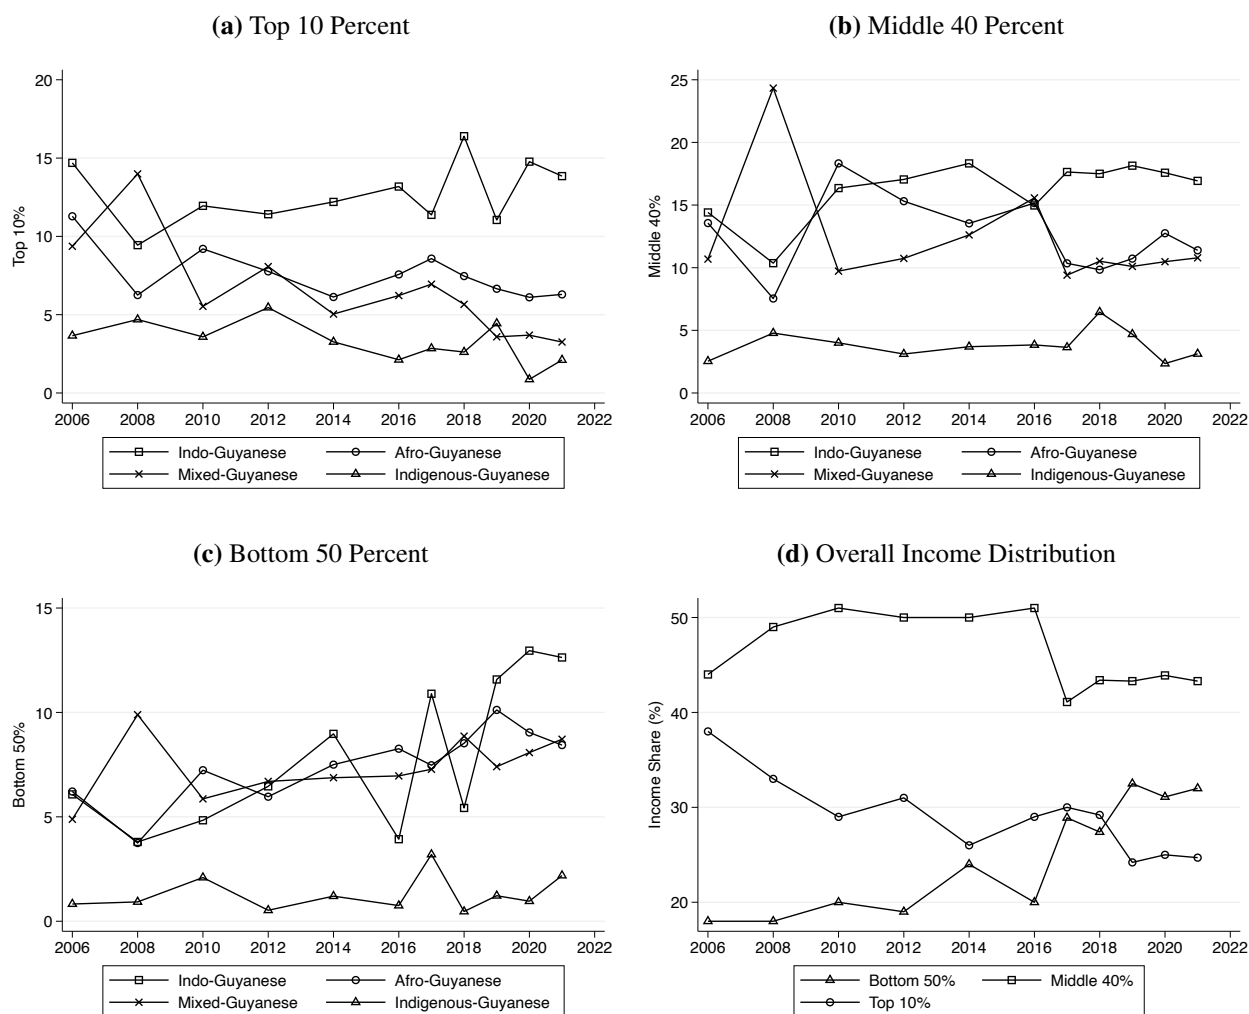 (a) Top 10 Percent
Top 10%
20
15
10
5
0
2006 2008 2010 2012 2014 2016 2018 2020 2022
Indo-Guyanese Afro-Guyanese
Mixed-Guyanese Indigenous-Guyanese
(b) Middle 40 Percent
Middle 40%
25
20
15
10
5
0
2006 2008 2010 2012 2014 2016 2018 2020 2022
Indo-Guyanese Afro-Guyanese
Mixed-Guyanese Indigenous-Guyanese
(c) Bottom 50 Percent
Bottom 50%
15
10
5
0
2006 2008 2010 2012 2014 2016 2018 2020 2022
Indo-Guyanese Afro-Guyanese
Mixed-Guyanese Indigenous-Guyanese
(d) Overall Income Distribution
Income Share (%)
50
40
30
20
2006 2008 2010 2012 2014 2016 2018 2020 2022
Bottom 50% Middle 40%
Top 10%